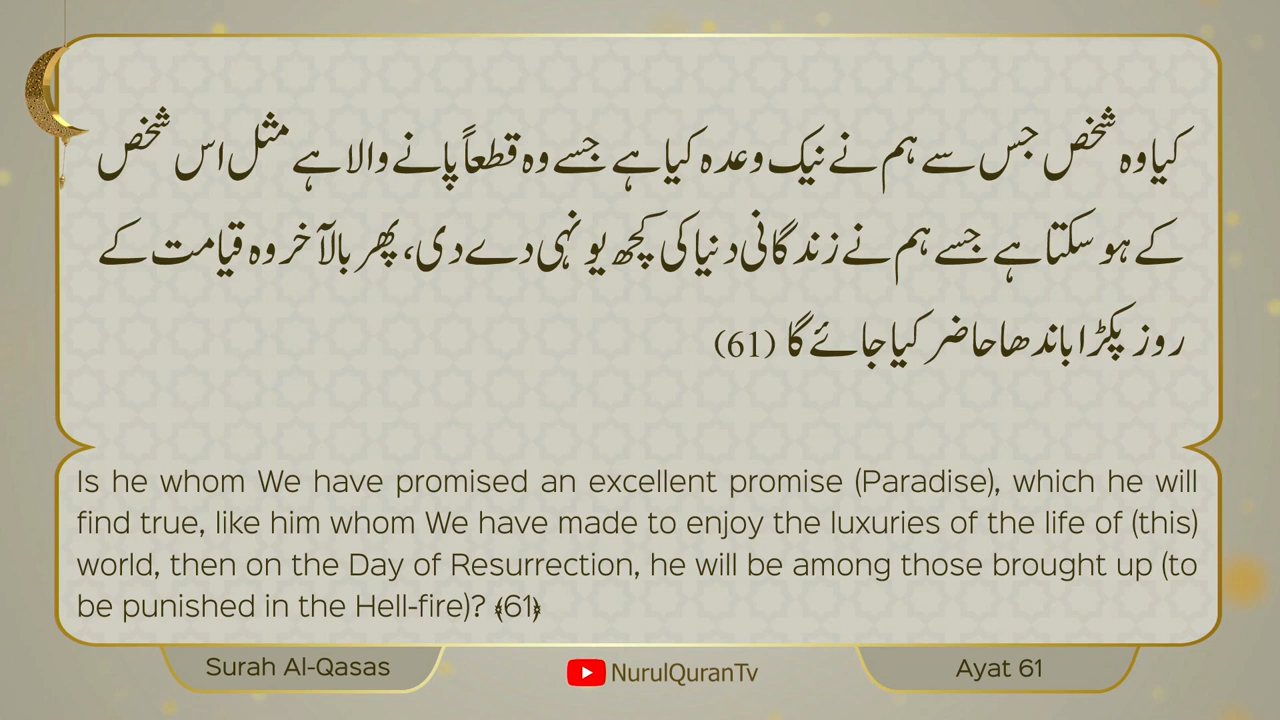 کیا وہ شخص جس سے ہم نے نیک وعدہ کیا ہے جسے وہ قطعاً پانے والا ہے مثل اس شخص
کے ہو سکتا ہے جسے ہم نے زندگانی دنیا کی کچھ یونہی دے دی، پھر بالآخر وہ قیامت کے
روز پکڑا باندھا حاضر کیا جائے گا (61)
Is he whom We have promised an excellent promise (Paradise), which he will
find true, like him whom We have made to enjoy the luxuries of the life of (this)
world, then on the Day of Resurrection, he will be among those brought up (to
be punished in the Hell-fire)? ﴾61﴿
Surah Al-Qasas
NurulQuranTv
Ayat 61